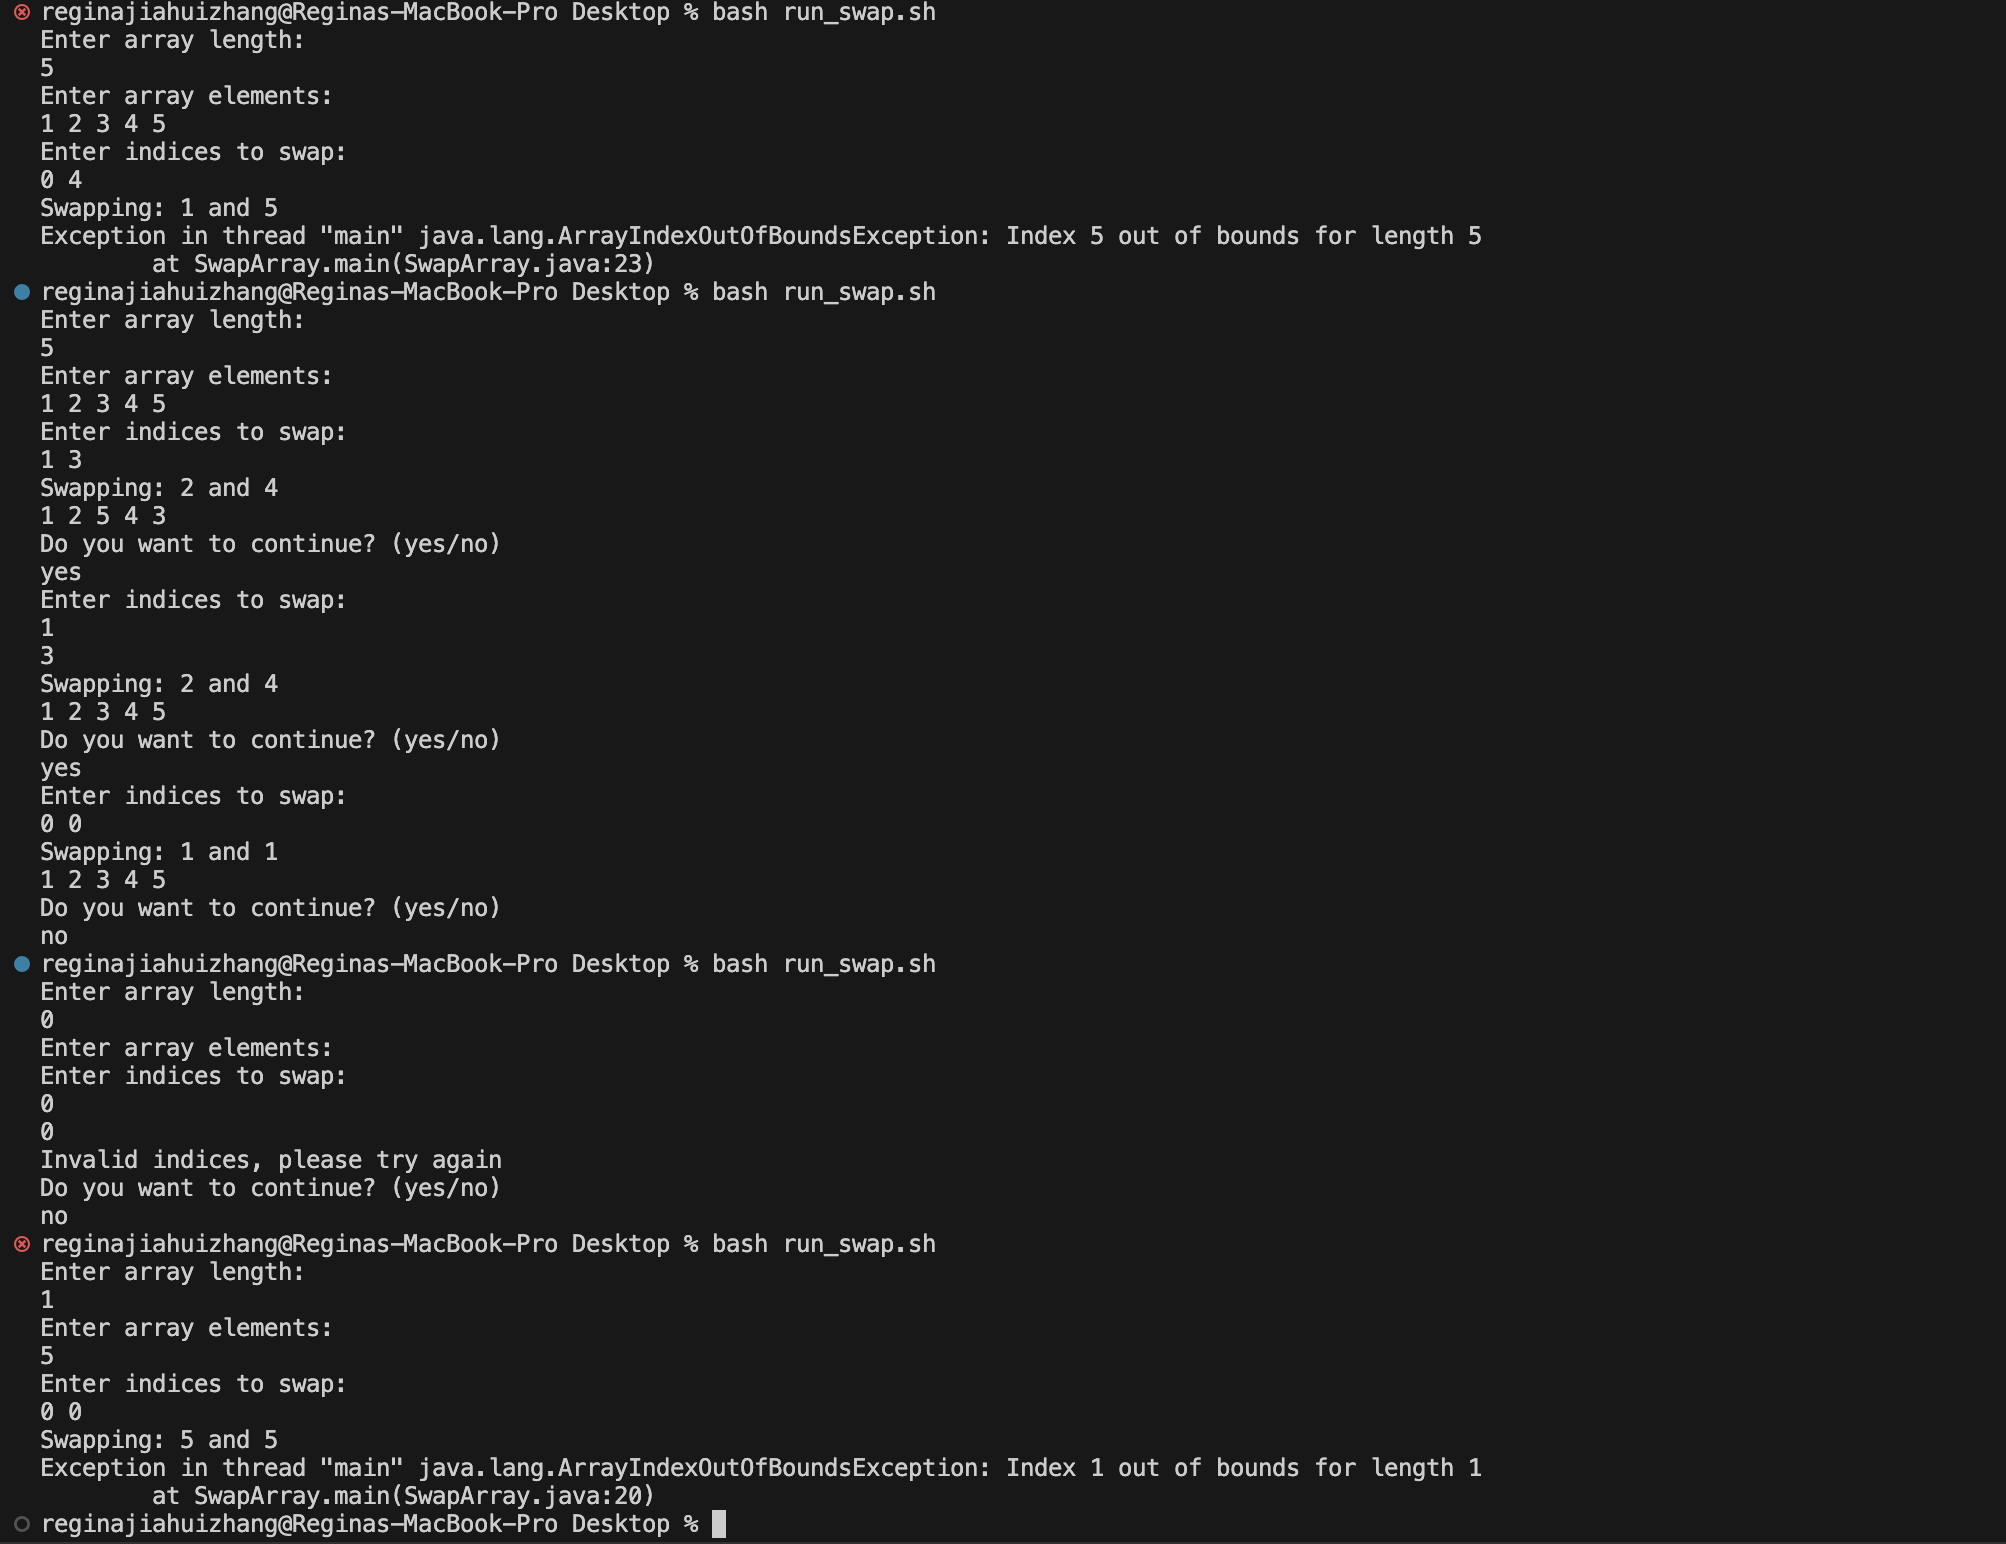 reginajiahuizhang@Reginas-MacBook-Pro Desktop % bash run_swap.sh
Enter array length:
5
Enter array elements:
1 2 3 4 5
Enter indices to swap:
0 4
Swapping: 1 and 5
Exception in thread "main" java.lang.ArrayIndexOutOfBoundsException: Index 5 out of bounds for length 5
        at SwapArray.main(SwapArray.java:23)
reginajiahuizhang@Reginas-MacBook-Pro Desktop % bash run_swap.sh
Enter array length:
5
Enter array elements:
1 2 3 4 5
Enter indices to swap:
1 3
Swapping: 2 and 4
1 2 5 4 3
Do you want to continue? (yes/no)
yes
Enter indices to swap:
1
3
Swapping: 2 and 4
1 2 3 4 5
Do you want to continue? (yes/no)
yes
Enter indices to swap:
0 0
Swapping: 1 and 1
1 2 3 4 5
Do you want to continue? (yes/no)
no
reginajiahuizhang@Reginas-MacBook-Pro Desktop % bash run_swap.sh
Enter array length:
0
Enter array elements:
Enter indices to swap:
0
0
Invalid indices, please try again
Do you want to continue? (yes/no)
no
reginajiahuizhang@Reginas-MacBook-Pro Desktop % bash run_swap.sh
Enter array length:
1
Enter array elements:
5
Enter indices to swap:
0 0
Swapping: 5 and 5
Exception in thread "main" java.lang.ArrayIndexOutOfBoundsException: Index 1 out of bounds for length 1
        at SwapArray.main(SwapArray.java:20)
reginajiahuizhang@Reginas-MacBook-Pro Desktop %